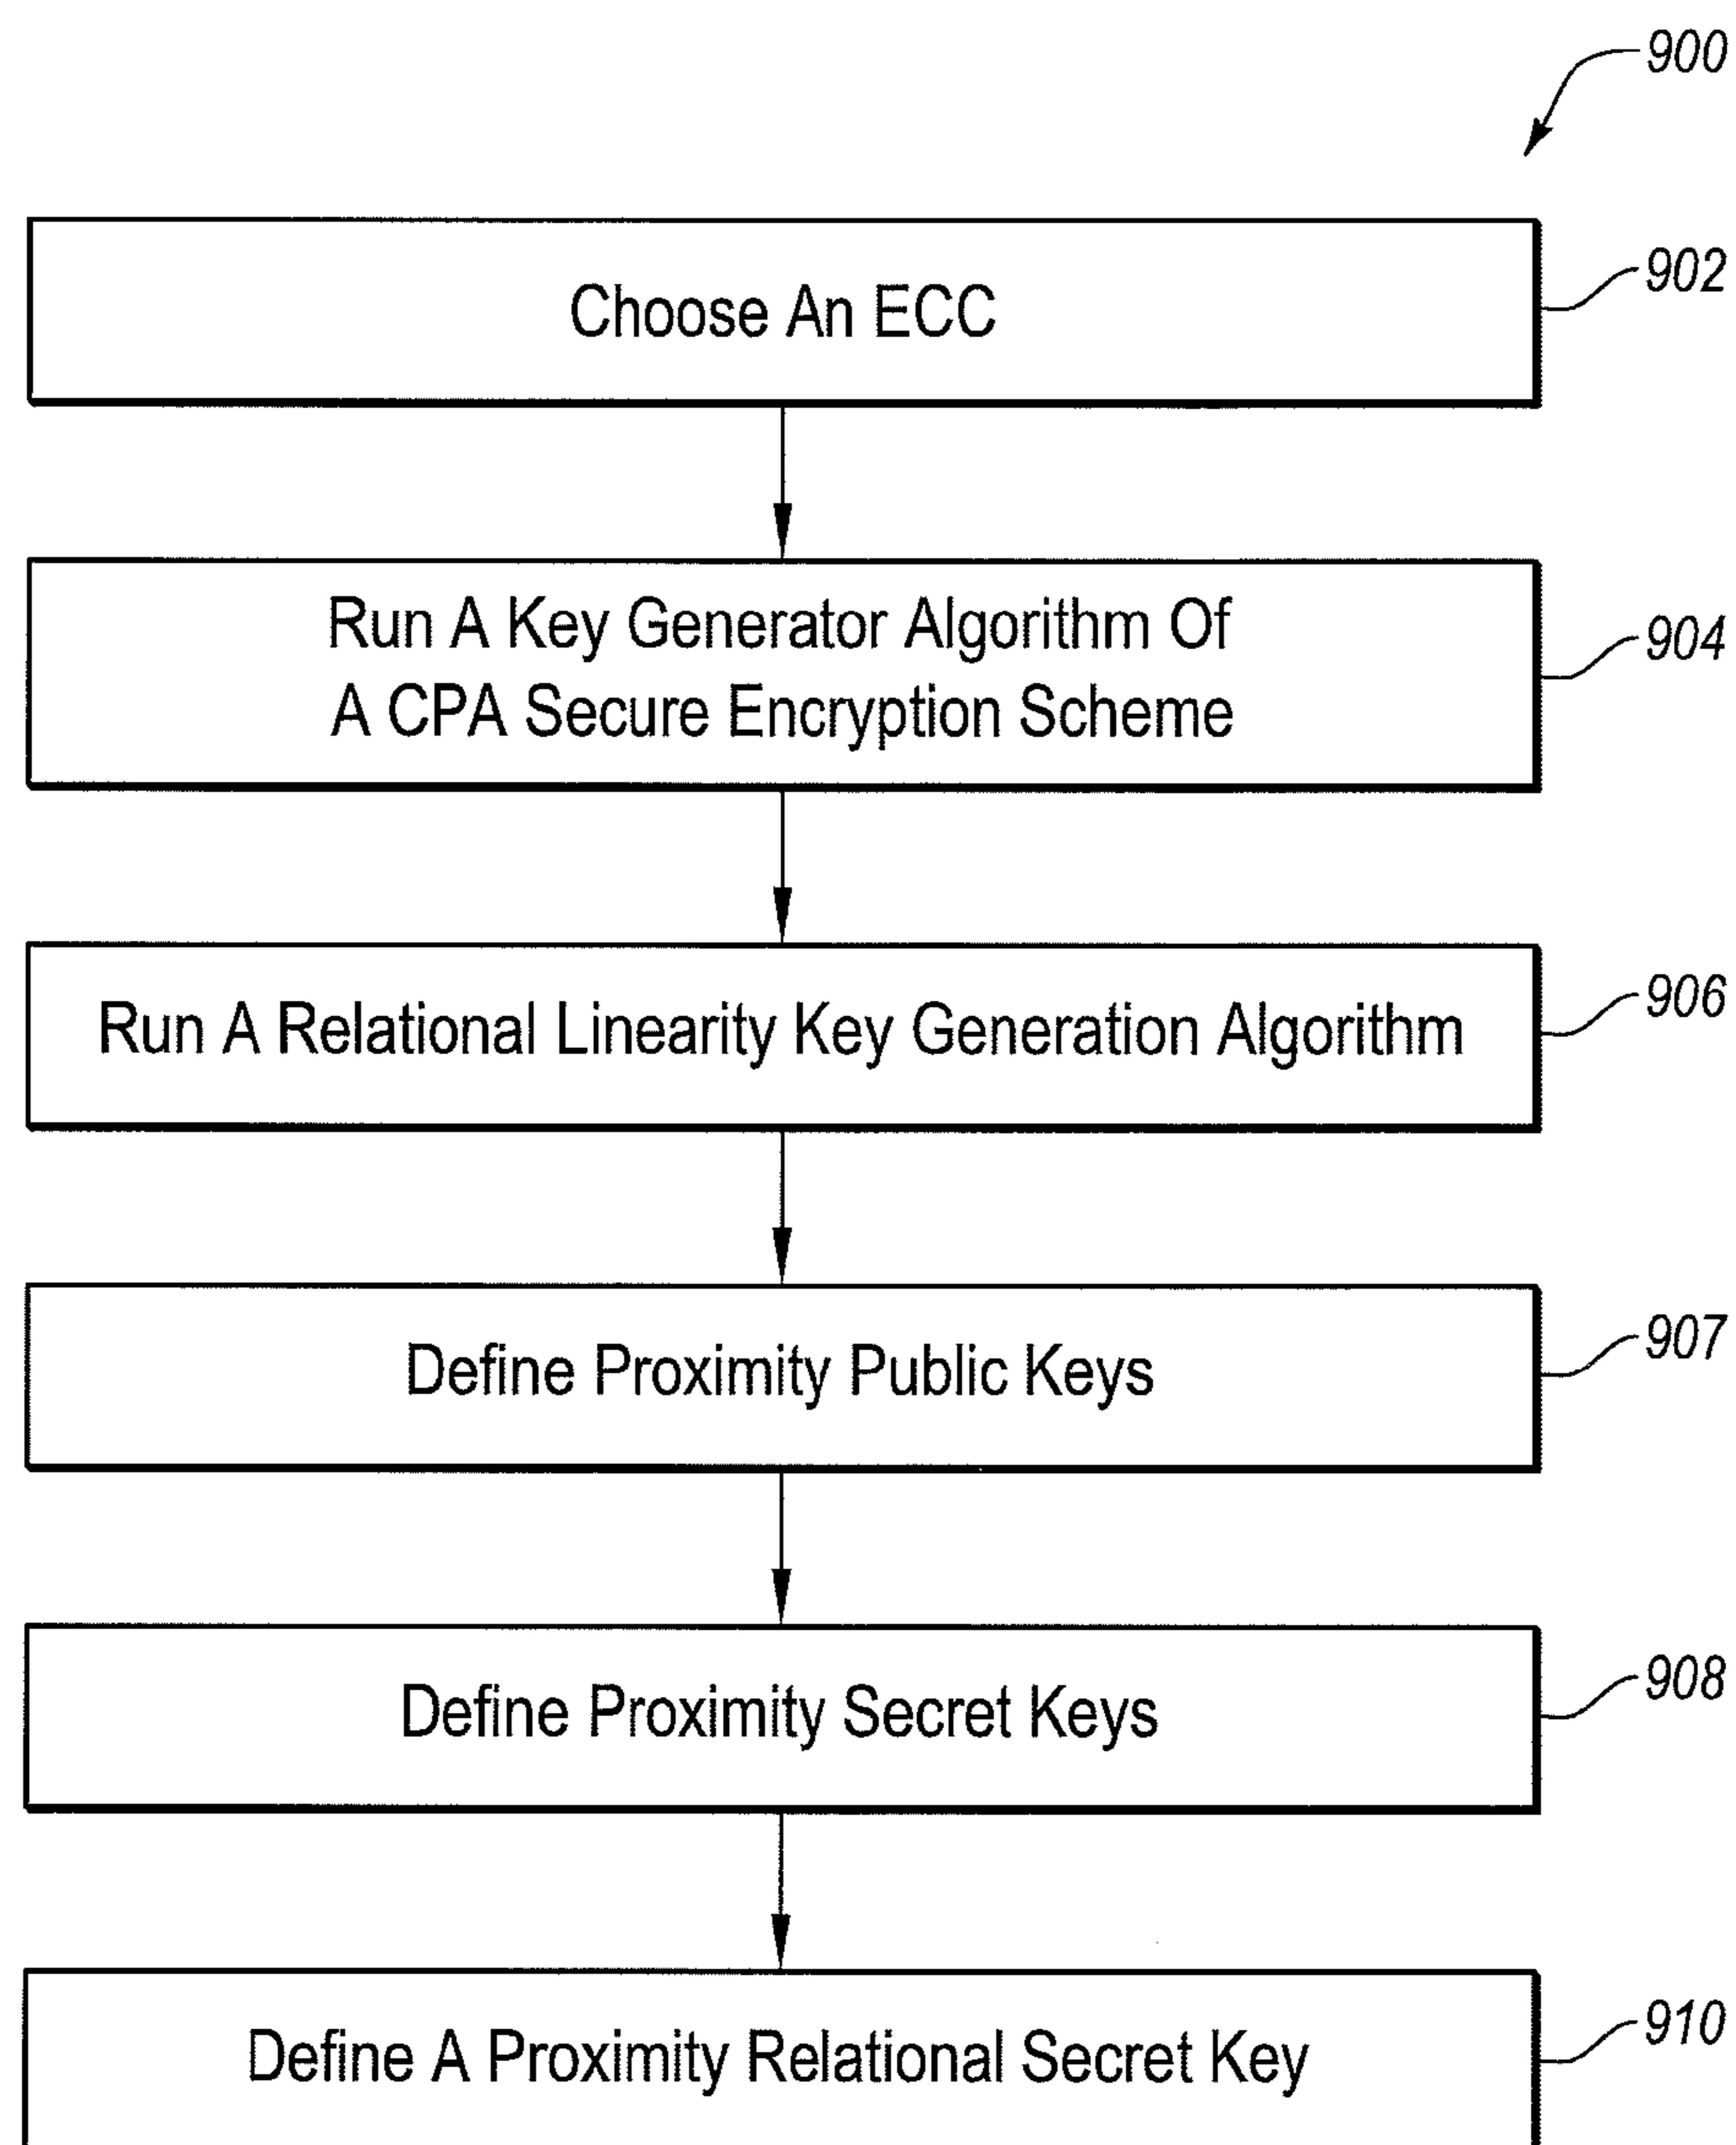 900
Choose An ECC
902
Run A Key Generator Algorithm Of
A CPA Secure Encryption Scheme
904
Run A Relational Linearity Key Generation Algorithm
906
Define Proximity Public Keys
907
Define Proximity Secret Keys
908
Define A Proximity Relational Secret Key
910